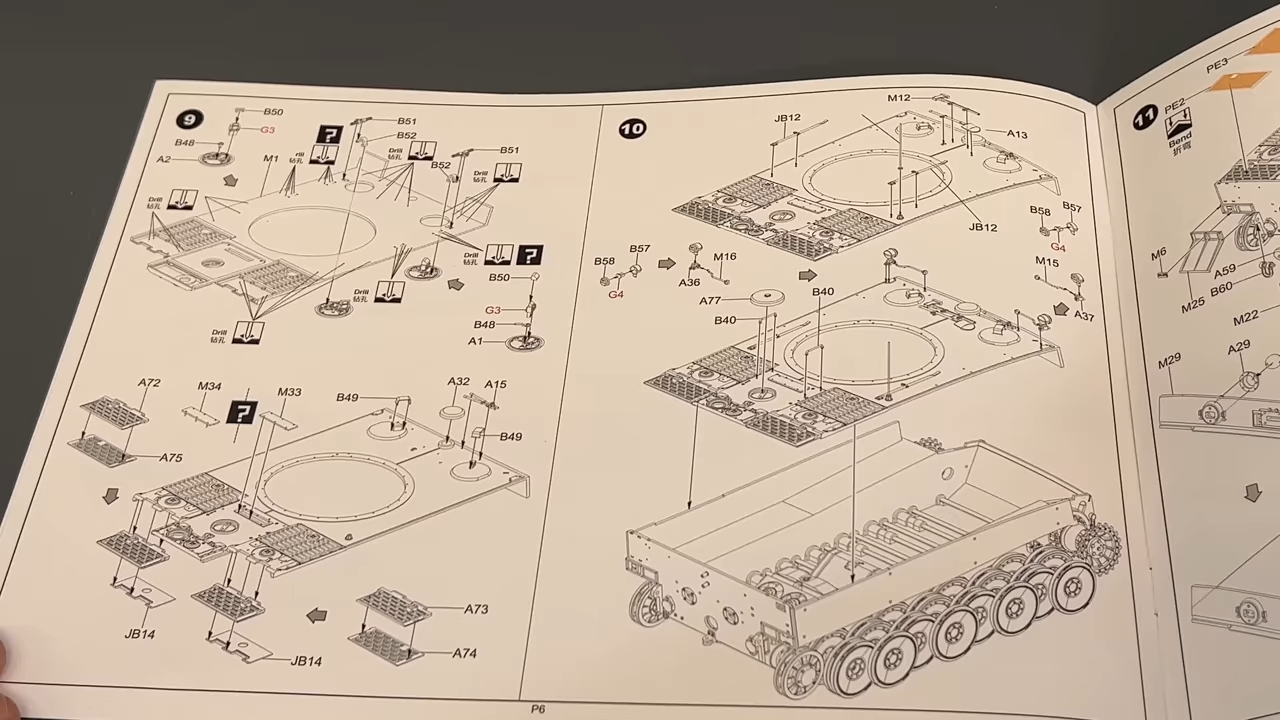 9
B50
G3
B48
A2
M1
?
rill
钻孔
B51
B52
Drill
钻孔
B51
B52
Drill
钻孔
Drill
钻孔
Drill
钻孔
?
B50
G3
B48
A1
Drill
钻孔
Drill
钻孔
A72
M34
?
M33
B49
A32
A15
B49
A75
JB14
JB14
A73
A74
10
M12
JB12
A13
JB12
B58
B57
G4
B57
B58
G4
M16
A36
M15
A37
A77
B40
B40
P6
11
PE3
PE2
Bend
折弯
M6
M25
A59
B60
M22
M29
A29